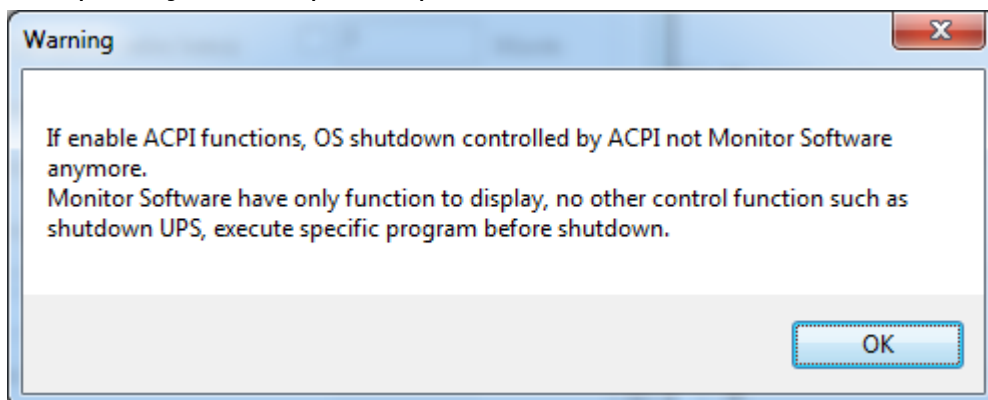 Warning
If enable ACPI functions, OS shutdown controlled by ACPI not Monitor Software
anymore.
Monitor Software have only function to display, no other control function such as
shutdown UPS, execute specific program before shutdown.
OK